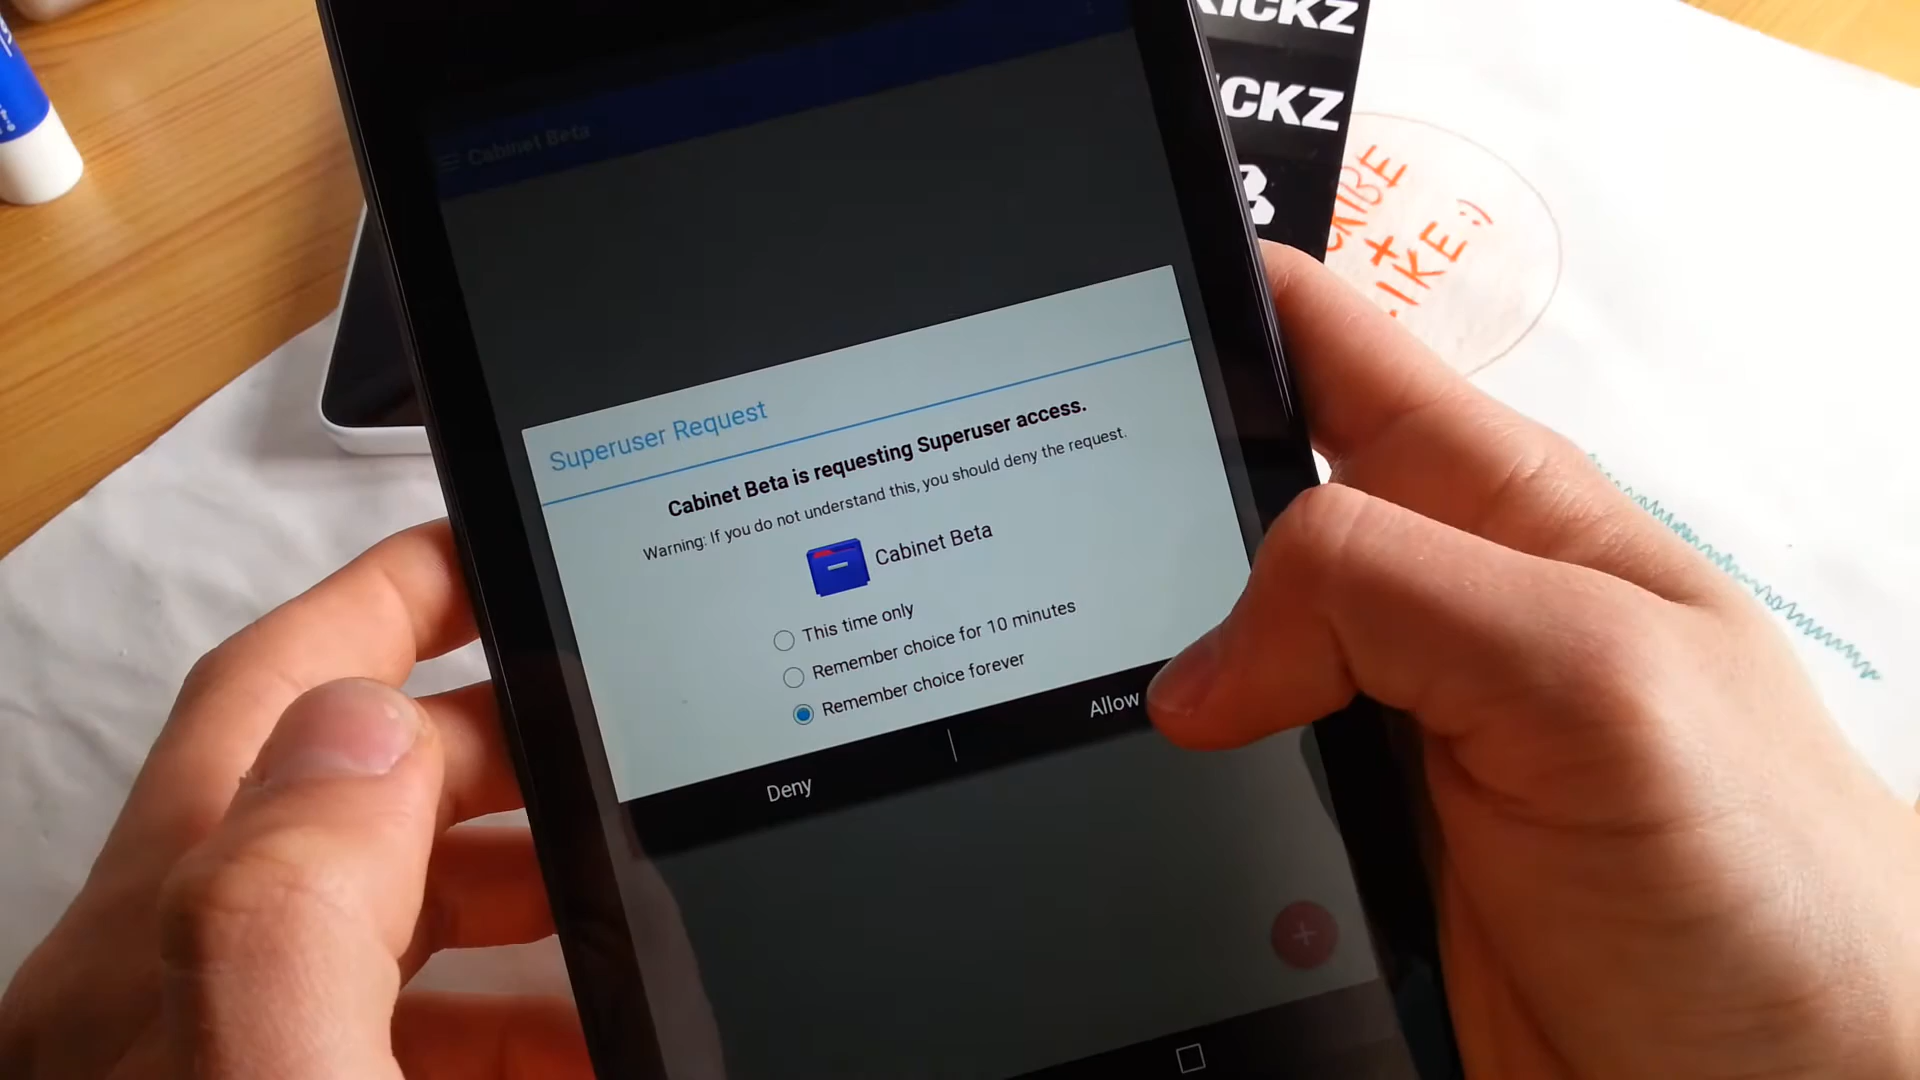 KICKZ
CKZ
Cabinet Beta
+
IKE :)
Superuser Request
Cabinet Beta is requesting Superuser access.
Warning: If you do not understand this, you should deny the request.
Cabinet Beta
This time only
Remember choice for 10 minutes
Remember choice forever
Deny
Allow